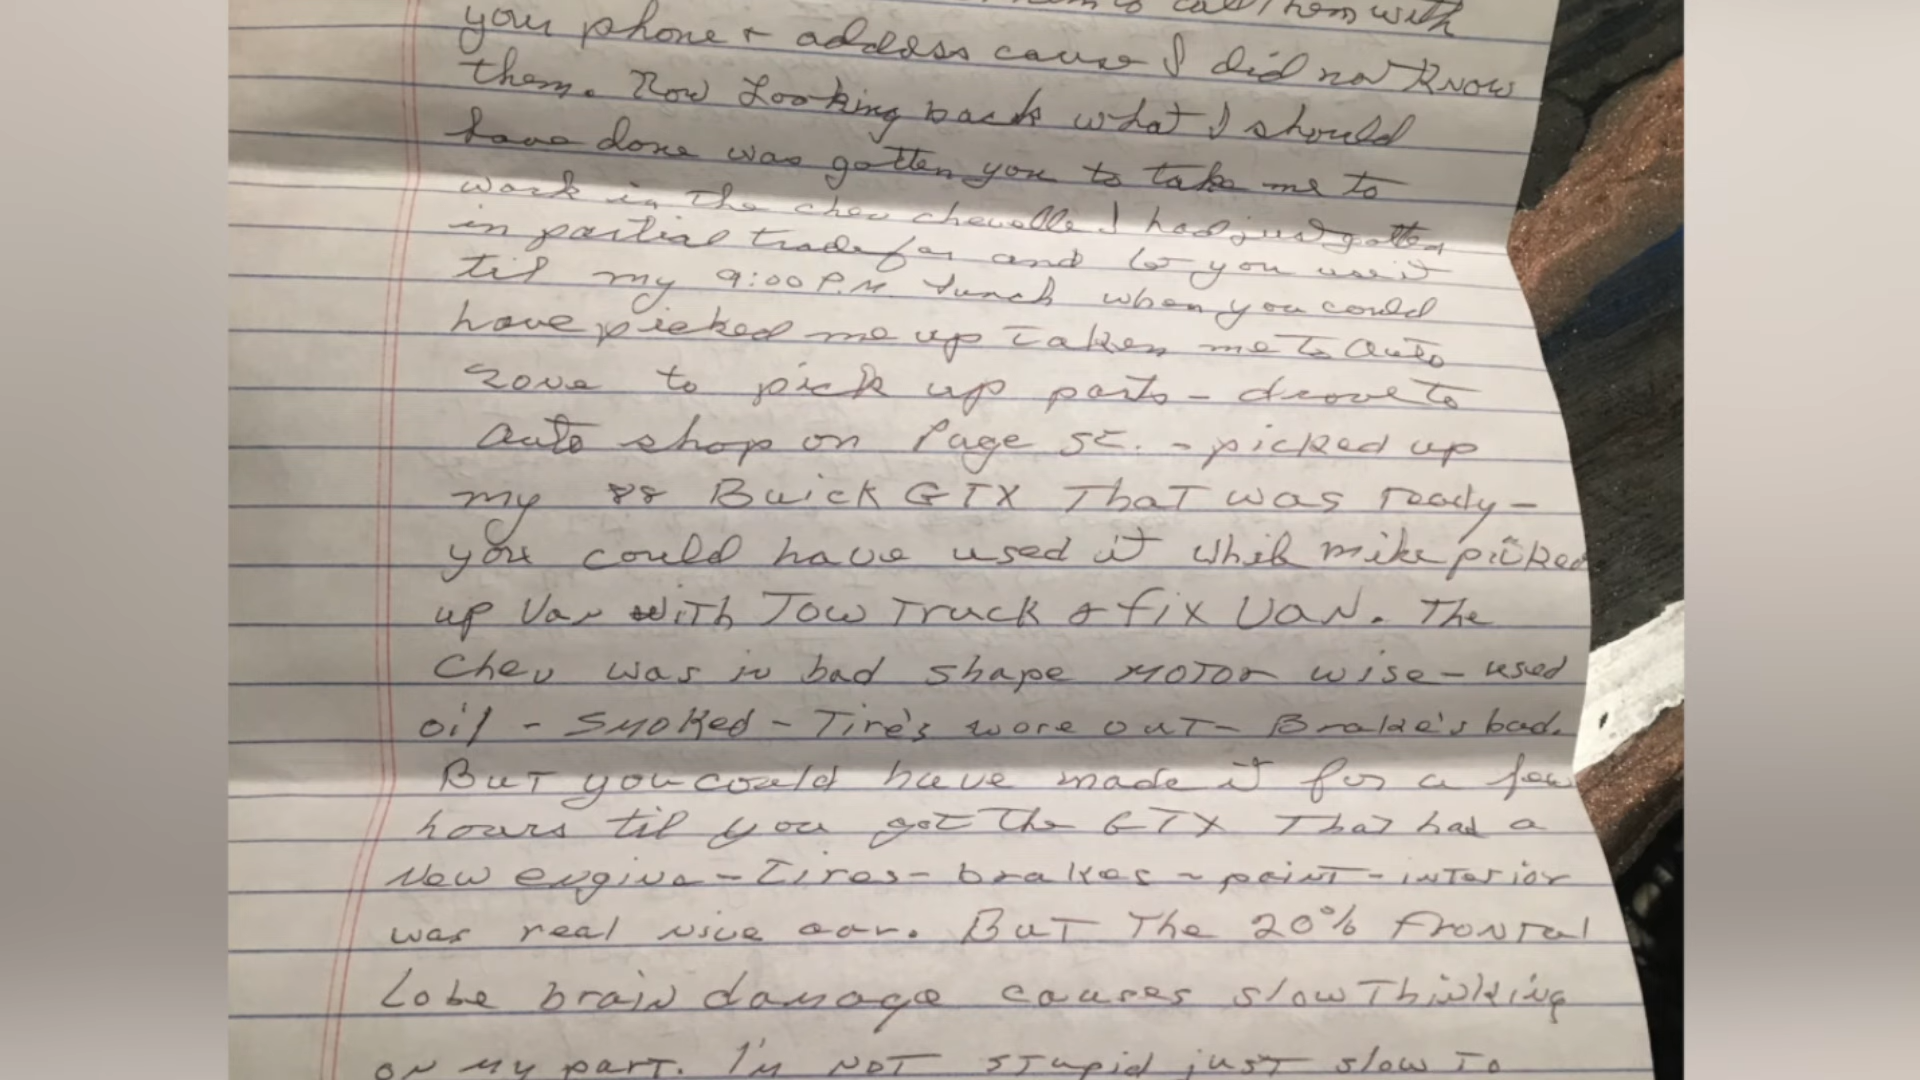 to call them with
your phone + address cause I did not know
them. Now Looking back what I should
have done was gotten you to take me to
work in the chev chevelle I had just gotten
in partial trade for and let you use it
til my 9:00 P.M. Lunch when you could
have picked me up taken me to auto
zone to pick up parts - drove to
auto shop on Page St. - picked up
my 88 Buick GTX That was ready -
you could have used it while mike picked
up Van with Tow Truck & fix Van. The
Chev was in bad shape MOTOR wise - used
oil - Smoked - Tire's wore out - Brake's bad.
But you could have made it for a few
hours til you got The GTX That had a
New engine - Tires - brakes - paint - interior
was real nice car. But The 20% Frontal
Lobe brain damage causes slow Thinking
on my part. I'm NOT stupid just slow To